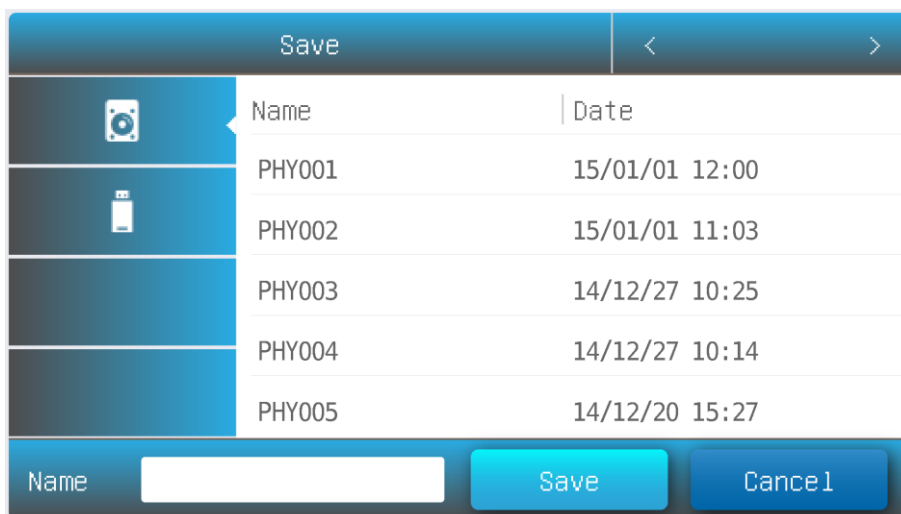 Save < >
Name Date
PHY001 15/01/01 12:00
PHY002 15/01/01 11:03
PHY003 14/12/27 10:25
PHY004 14/12/27 10:14
PHY005 14/12/20 15:27
Name Save Cancel